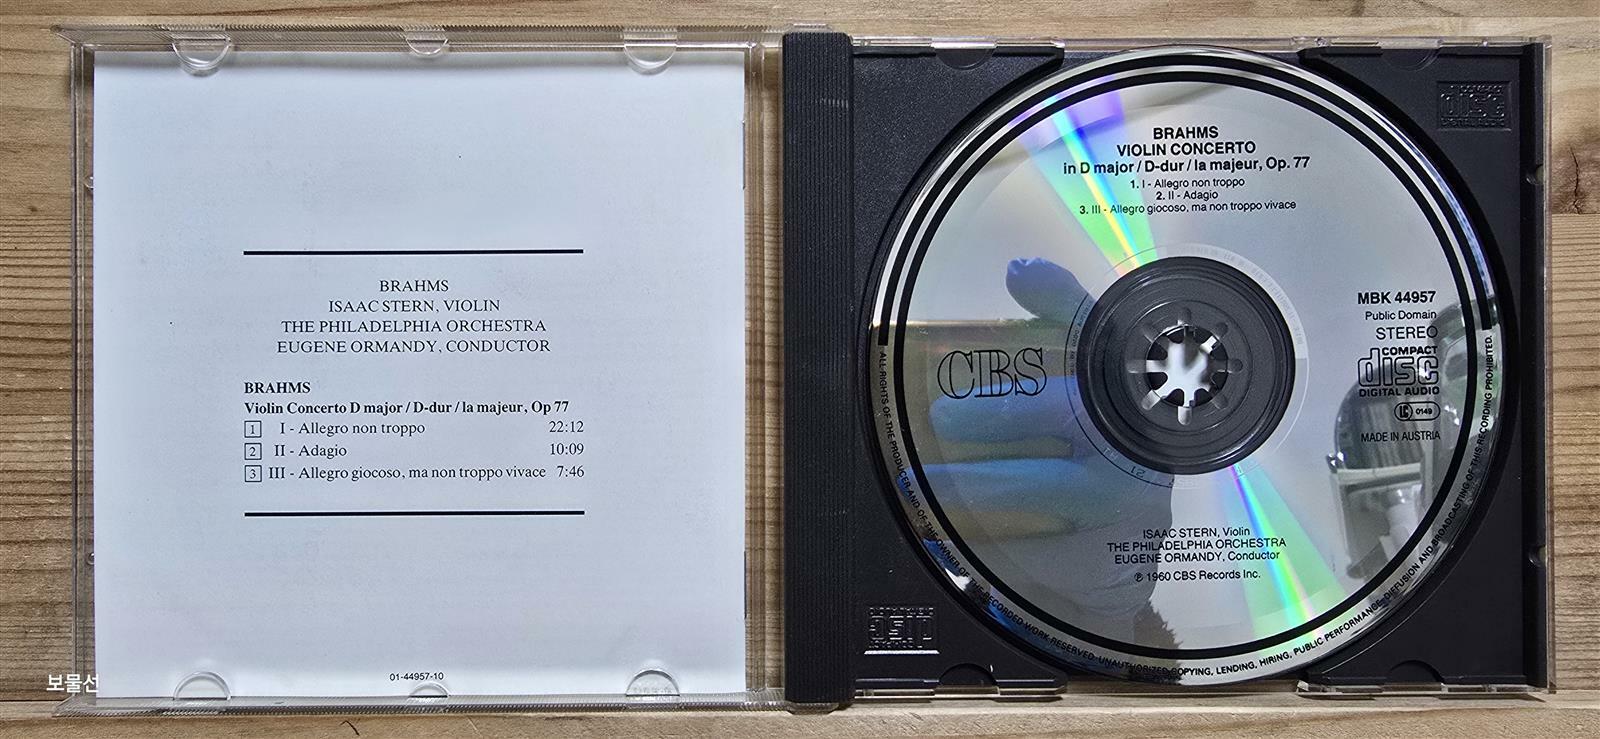 BRAHMS
ISAAC STERN, VIOLIN
THE PHILADELPHIA ORCHESTRA
EUGENE ORMANDY, CONDUCTOR
BRAHMS
Violin Concerto D major / D-dur / la majeur, Op 77
1 I - Allegro non troppo 22:12
2 II - Adagio 10:09
3 III - Allegro giocoso, ma non troppo vivace 7:46
01-44957-10
보물선
BRAHMS
VIOLIN CONCERTO
in D major / D-dur / la majeur, Op. 77
1. I - Allegro non troppo
2. II - Adagio
3. III - Allegro giocoso, ma non troppo vivace
CBS
MBK 44957
Public Domain
STEREO
COMPACT
disc
DIGITAL AUDIO
LC 0149
MADE IN AUSTRIA
ISAAC STERN, Violin
THE PHILADELPHIA ORCHESTRA
EUGENE ORMANDY, Conductor
℗ 1960 CBS Records Inc.
ALL RIGHTS OF THE PRODUCER AND OF THE OWNER OF THE RECORDED WORK RESERVED. UNAUTHORIZED COPYING, LENDING, HIRING, PUBLIC PERFORMANCE, DIFFUSION AND BROADCASTING OF THIS RECORDING PROHIBITED.
disc